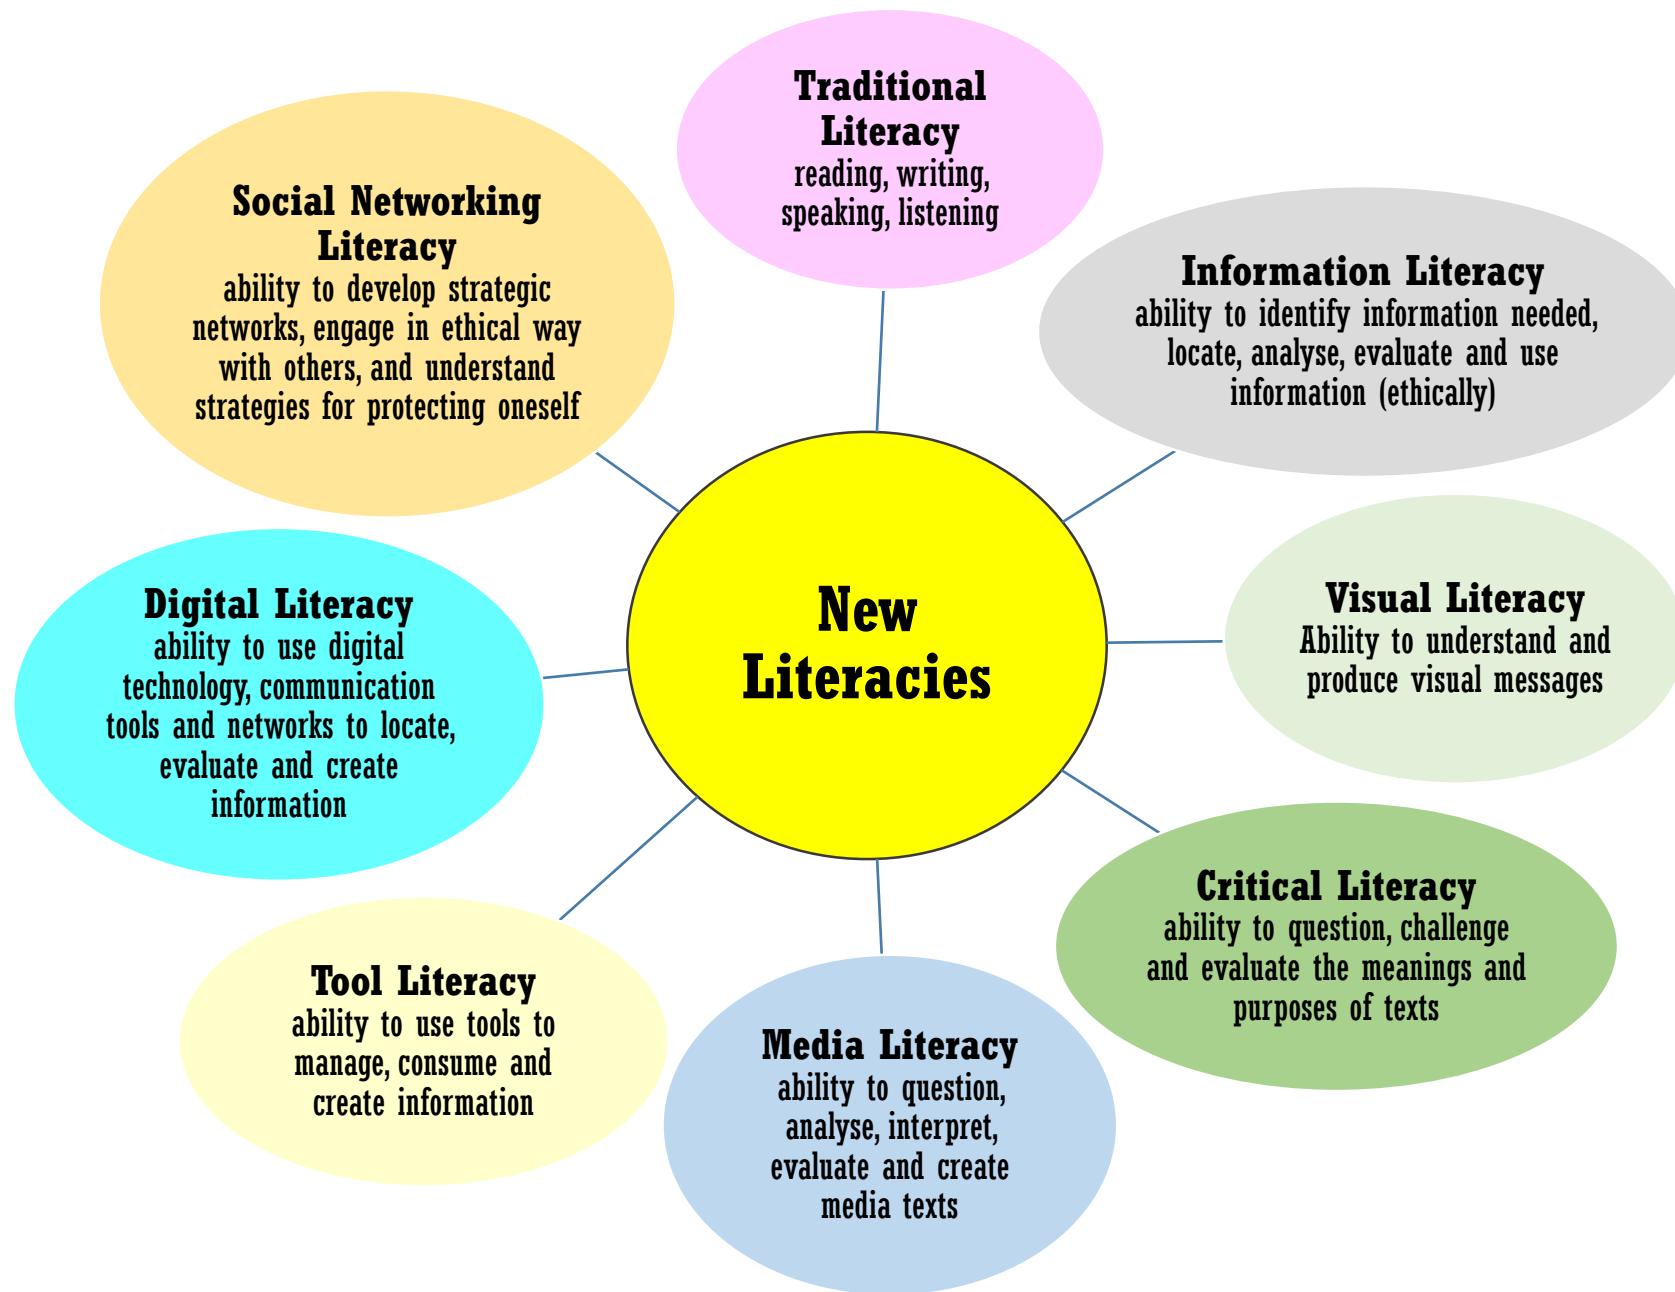 Traditional
Literacy
reading, writing,
speaking, listening
Social Networking
Literacy
ability to develop strategic
networks, engage in ethical way
with others, and understand
strategies for protecting oneself
Information Literacy
ability to identify information needed,
locate, analyse, evaluate and use
information (ethically)
New
Literacies
Visual Literacy
Ability to understand and
produce visual messages
Digital Literacy
ability to use digital
technology, communication
tools and networks to locate,
evaluate and create
information
Critical Literacy
ability to question, challenge
and evaluate the meanings and
purposes of texts
Tool Literacy
ability to use tools to
manage, consume and
create information
Media Literacy
ability to question,
analyse, interpret,
evaluate and create
media texts